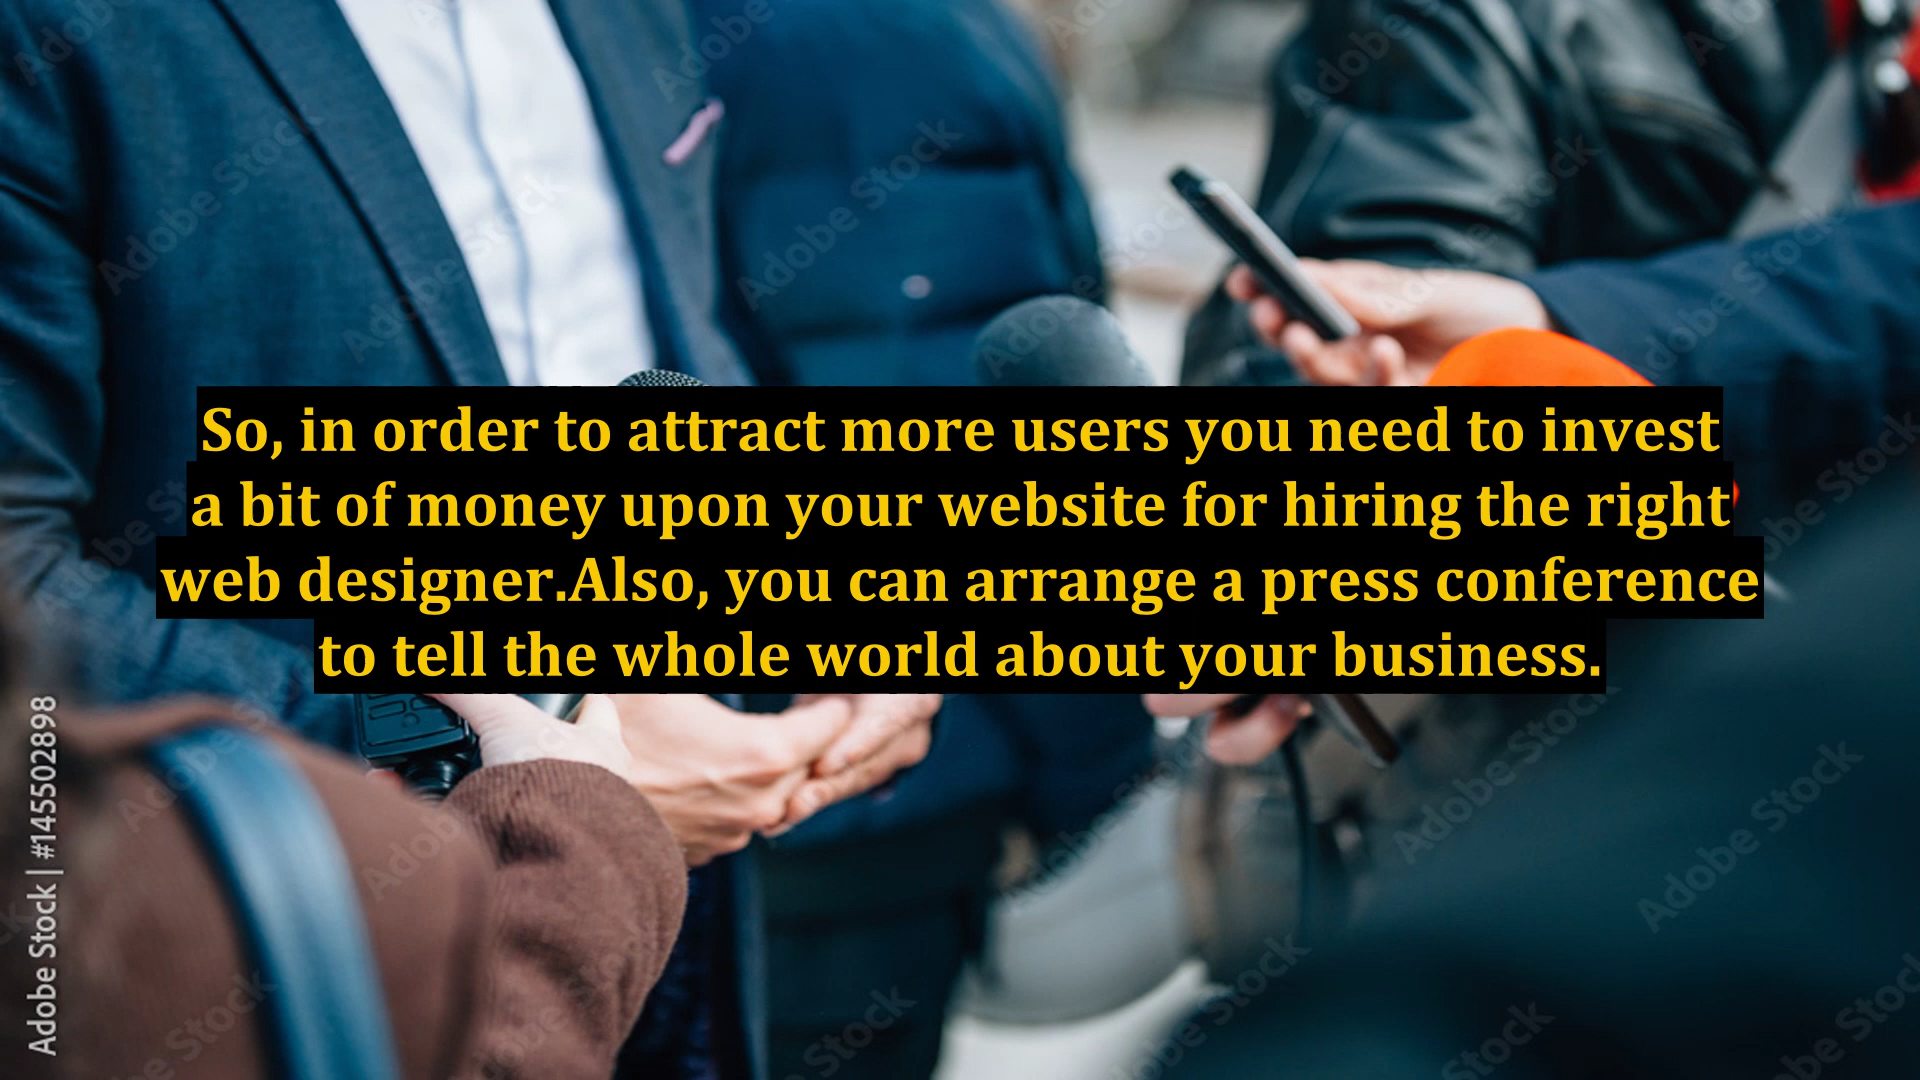 So, in order to attract more users you need to invest
a bit of money upon your website for hiring the right
web designer.Also, you can arrange a press conference
to tell the whole world about your business.
Adobe Stock | #1455028988